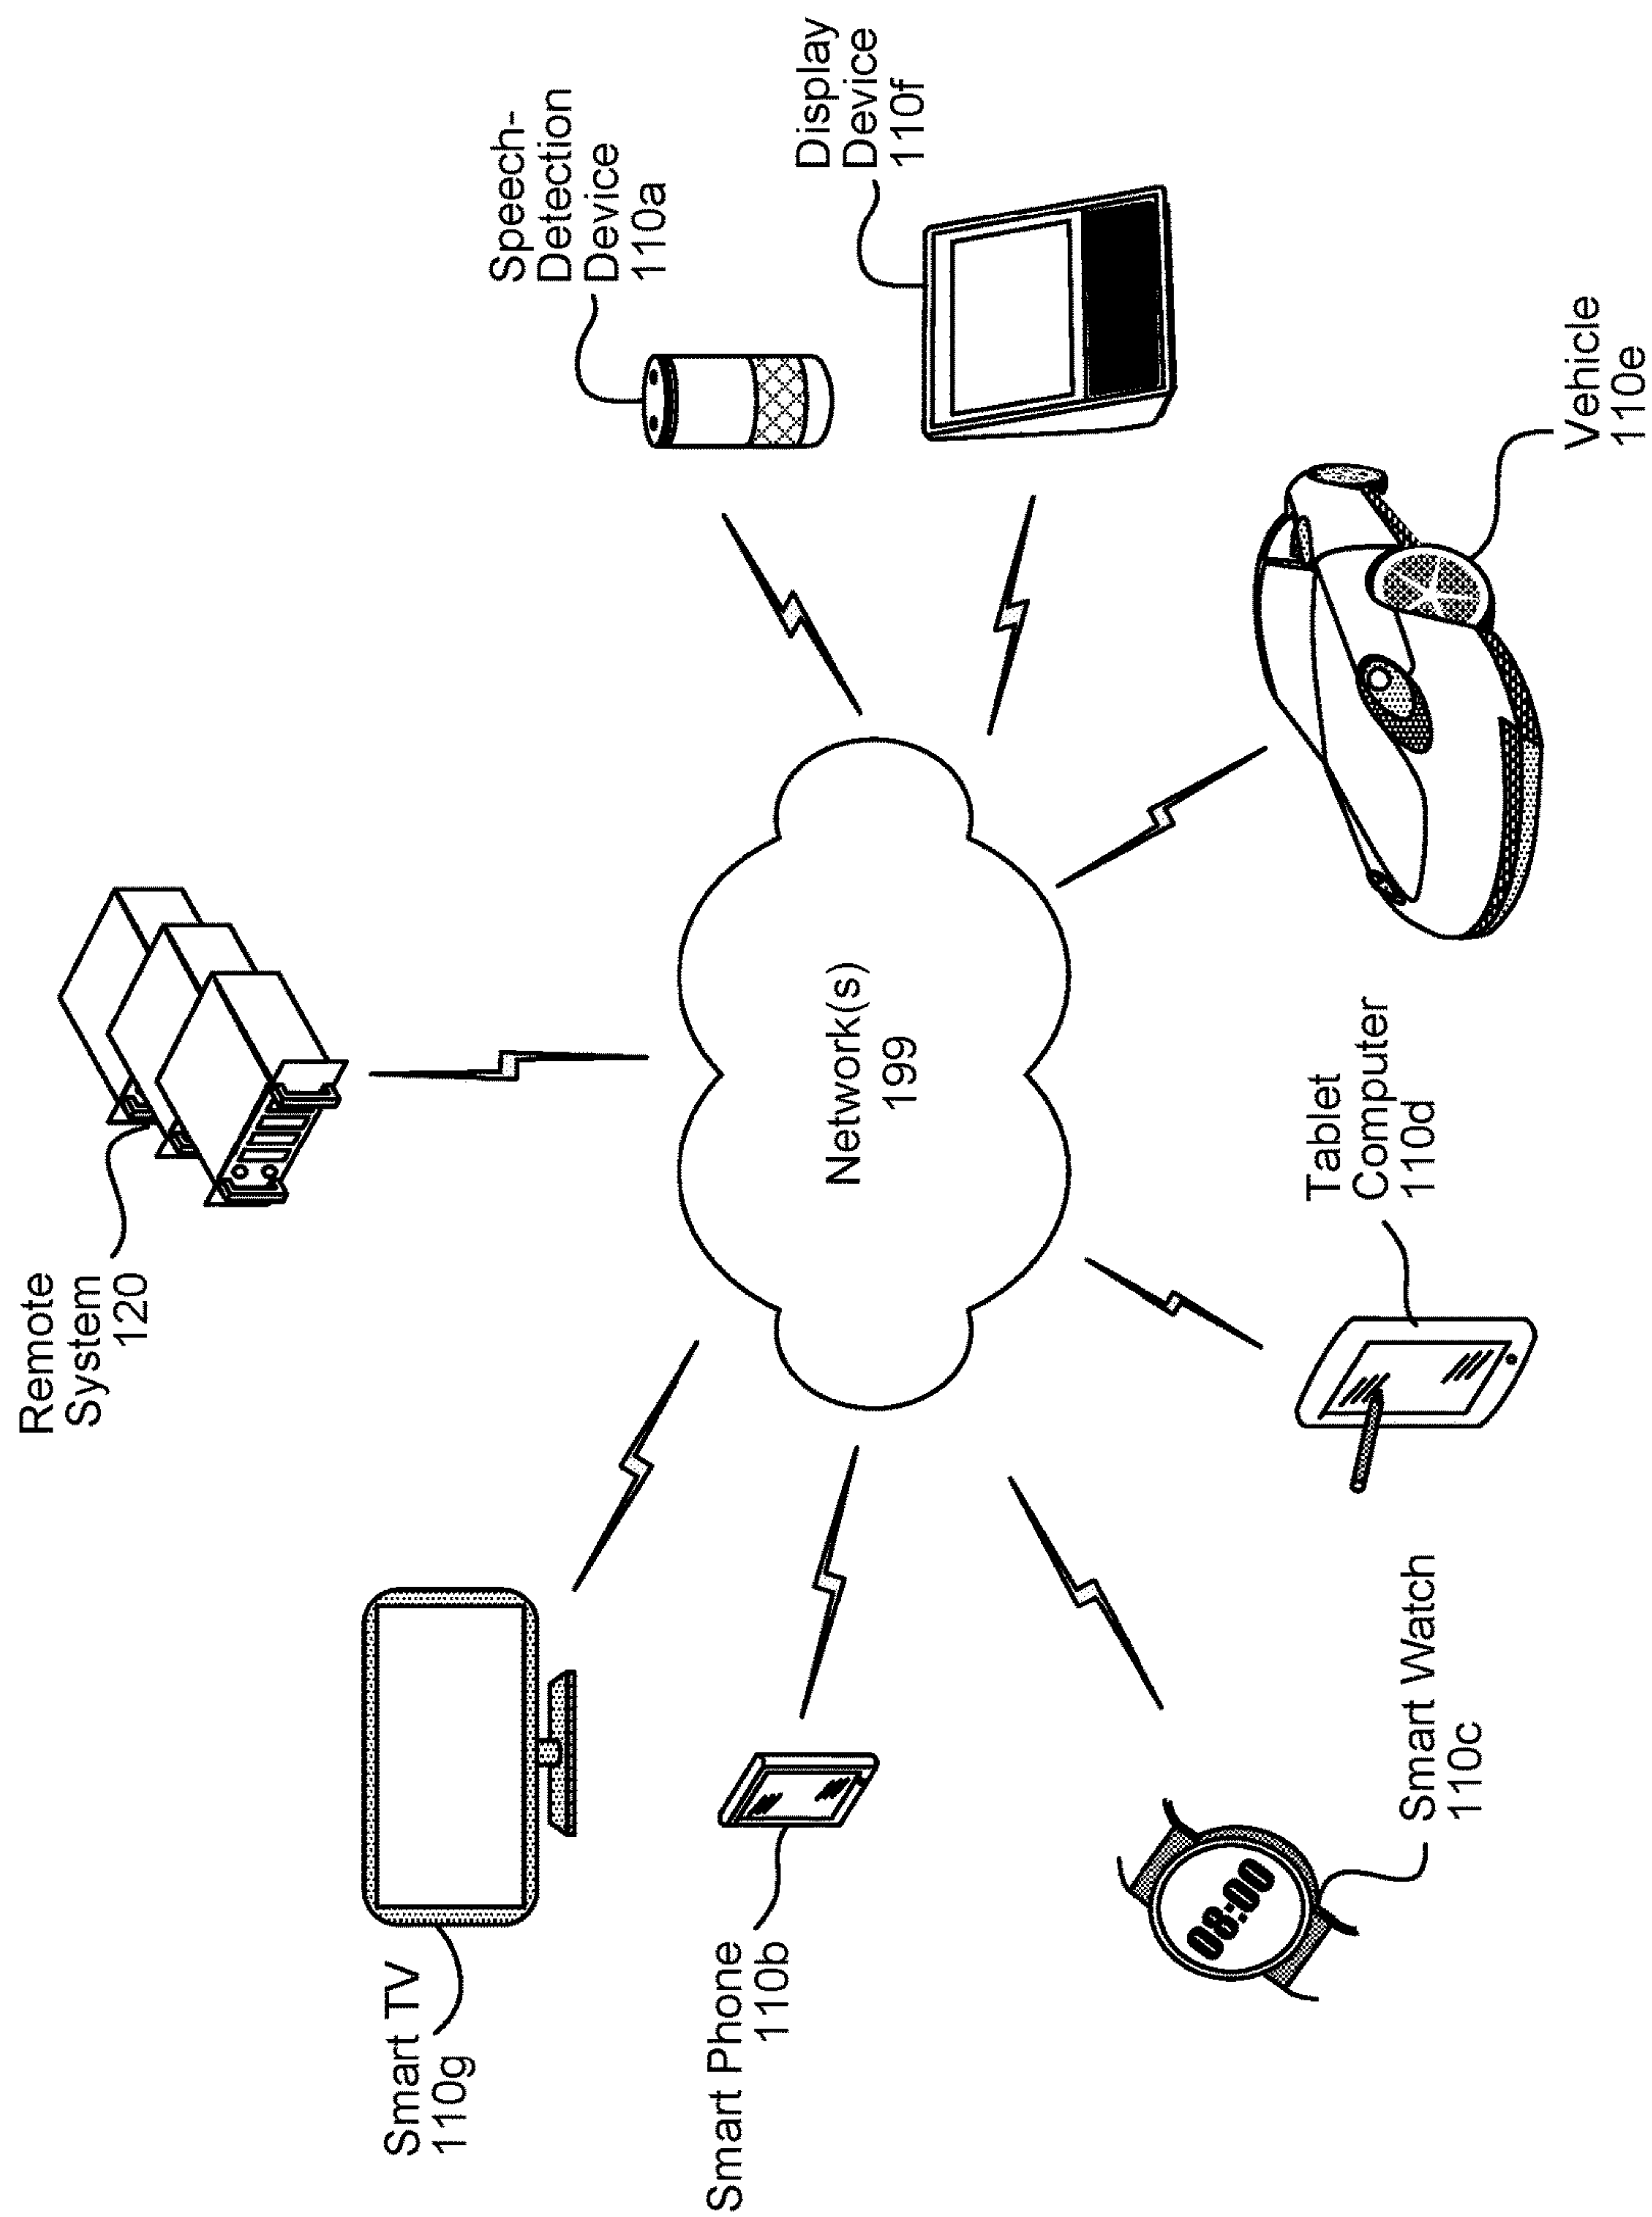 Remote
System
120
Smart TV
110g
Speech-
Detection
Device
110a
Smart Phone
110b
Network(s)
199
Display
Device
110f
08:00
Smart Watch
110c
Tablet
Computer
110d
Vehicle
110e